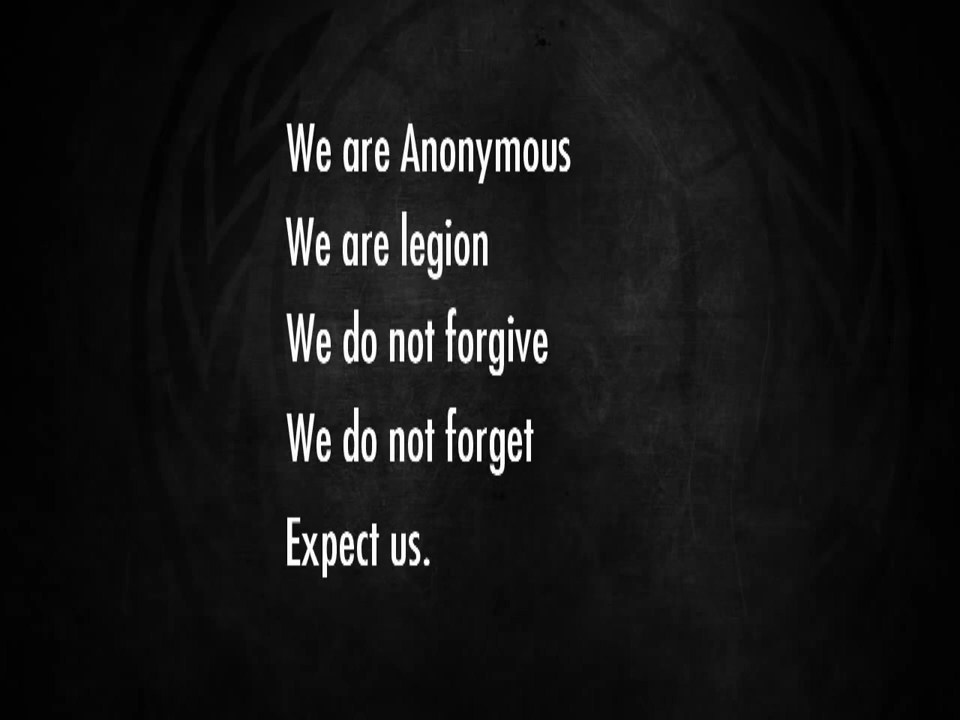 We are Anonymous
We are legion
We do not forgive
We do not forget
Expect us.